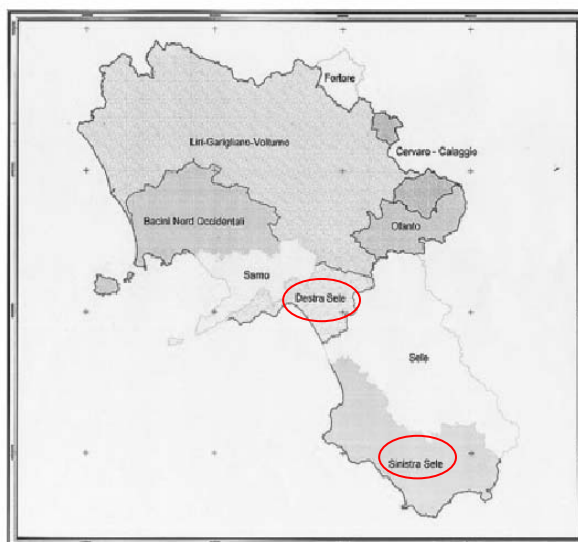 Fortore
Liri-Garigliano-Volturno
Cervaro - Calaggio
Bacini Nord Occidentali
Ofanto
Sarno
Destra Sele
Sele
Sinistra Sele